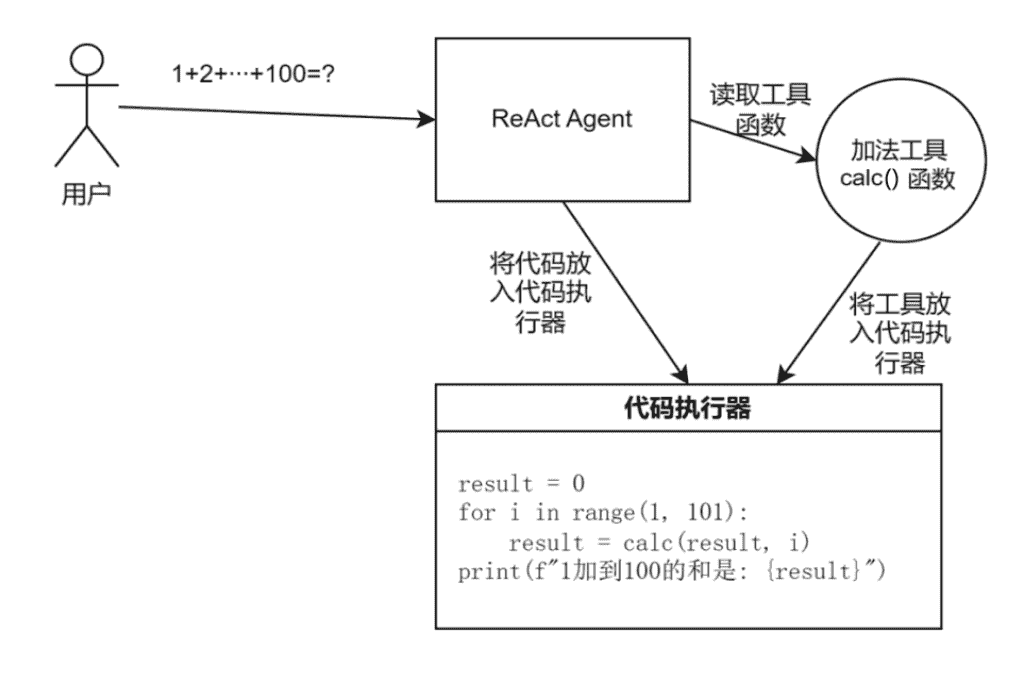 1+2+···+100=?
用户
ReAct Agent
读取工具
函数
加法工具
calc() 函数
将代码放
入代码执
行器
将工具放
入代码执
行器
代码执行器
result = 0
for i in range(1, 101):
    result = calc(result, i)
print(f"1加到100的和是: {result}")